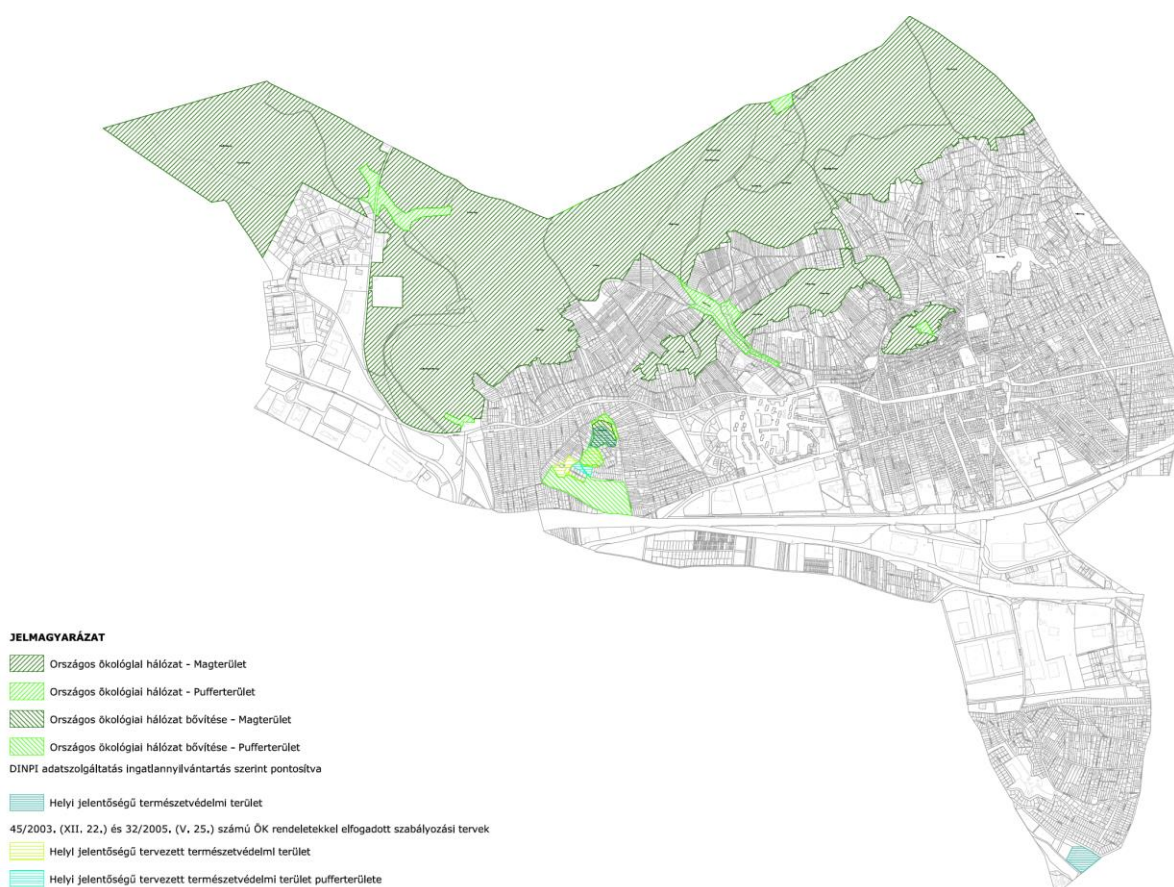 JELMAGYARÁZAT
Országos ökológiai hálózat - Magterület
Országos ökológiai hálózat - Pufferterület
Országos ökológiai hálózat bővítése - Magterület
Országos ökológiai hálózat bővítése - Pufferterület
DINPI adatszolgáltatás ingatlannyilvántartás szerint pontosítva
Helyi jelentőségű természetvédelmi terület
45/2003. (XII. 22.) és 32/2005. (V. 25.) számú ÖK rendeletekkel elfogadott szabályozási tervek
Helyi jelentőségű tervezett természetvédelmi terület
Helyi jelentőségű tervezett természetvédelmi terület pufferterülete